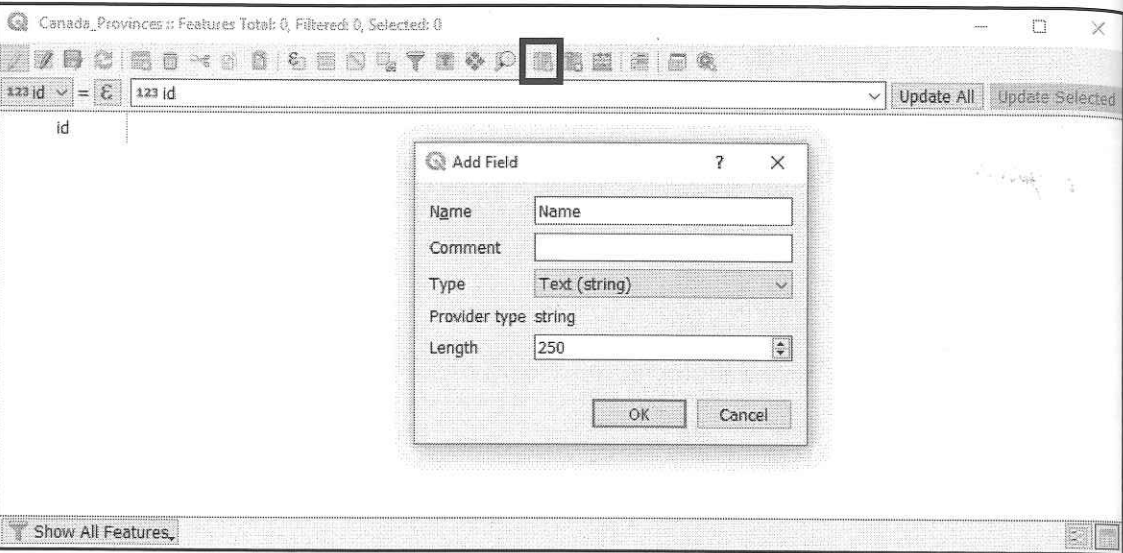 Canada_Provinces :: Features Total: 0, Filtered: 0, Selected: 0
123 id = ε 123 id Update All Update Selected
id
Add Field ? ×
Name Name
Comment
Type Text (string)
Provider type string
Length 250
OK Cancel
Show All Features